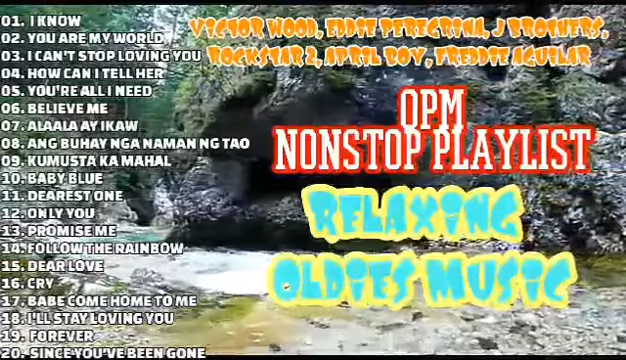 01. I KNOW
02. YOU ARE MY WORLD
03. I CAN'T STOP LOVING YOU
04. HOW CAN I TELL HER
05. YOU'RE ALL I NEED
06. BELIEVE ME
07. ALAALA AY IKAW
08. ANG BUHAY NGA NAMAN NG TAO
09. KUMUSTA KA MAHAL
10. BABY BLUE
11. DEAREST ONE
12. ONLY YOU
13. PROMISE ME
14. FOLLOW THE RAINBOW
15. DEAR LOVE
16. CRY
17. BABE COME HOME TO ME
18. I'LL STAY LOVING YOU
19. FOREVER
20. SINCE YOU'VE BEEN GONE
VICTOR WOOD, EDDIE PEREGRINA, J BROTHERS,
ROCKSTAR 2, APRIL BOY, FREDDIE AGUILAR
OPM
NONSTOP PLAYLIST
RELAXING
OLDIES MUSIC